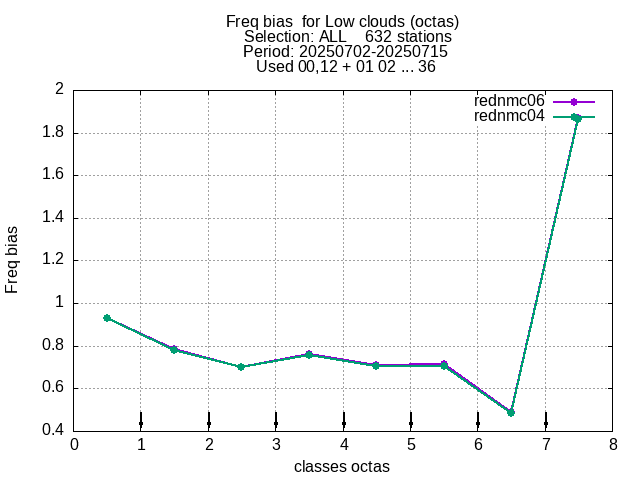 Freq bias  for Low clouds (octas)
Selection: ALL    632 stations
Period: 20250702-20250715
Used 00,12 + 01 02 ... 36
rednmc06
rednmc04
2
1.8
1.6
1.4
1.2
1
0.8
0.6
0.4
Freq bias
0 1 2 3 4 5 6 7 8
classes octas